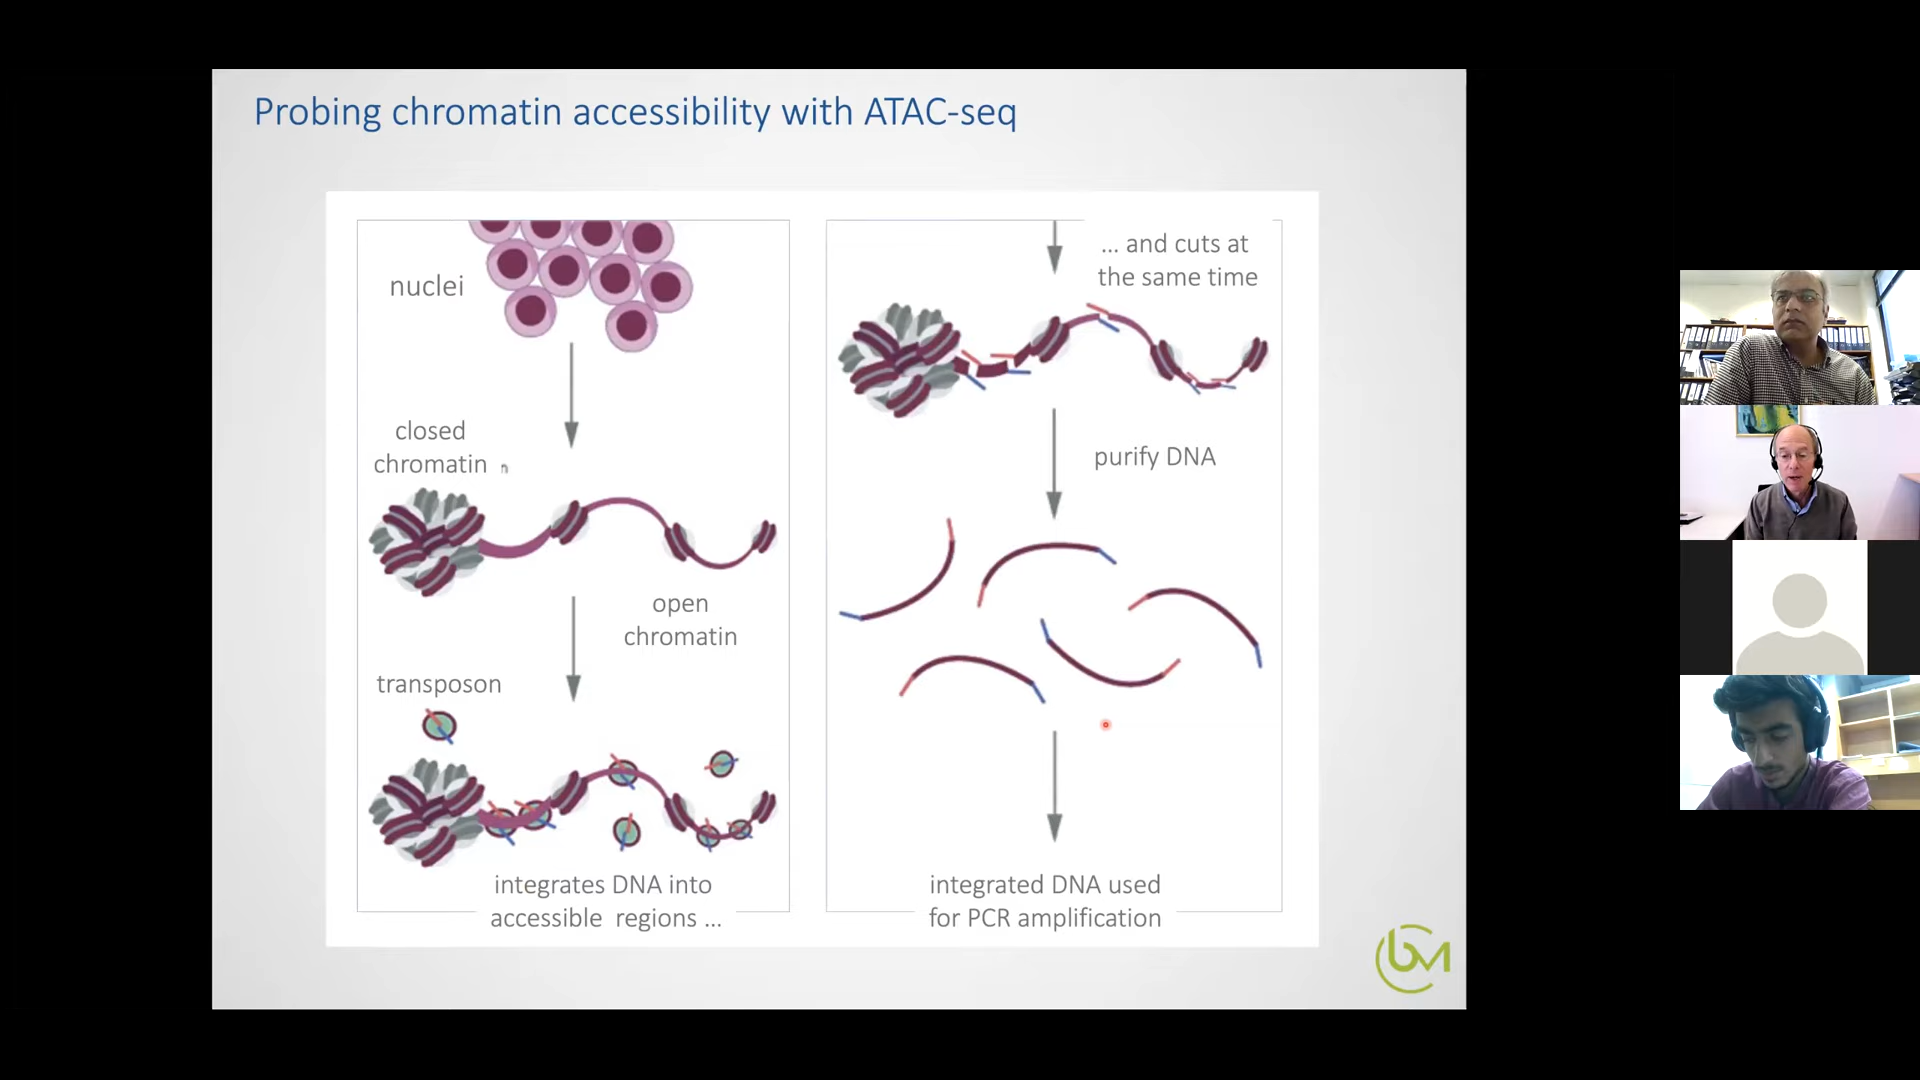 Probing chromatin accessibility with ATAC-seq
nuclei
closed
chromatin
n
open
chromatin
transposon
integrates DNA into
accessible regions ...
... and cuts at
the same time
purify DNA
integrated DNA used
for PCR amplification
bm